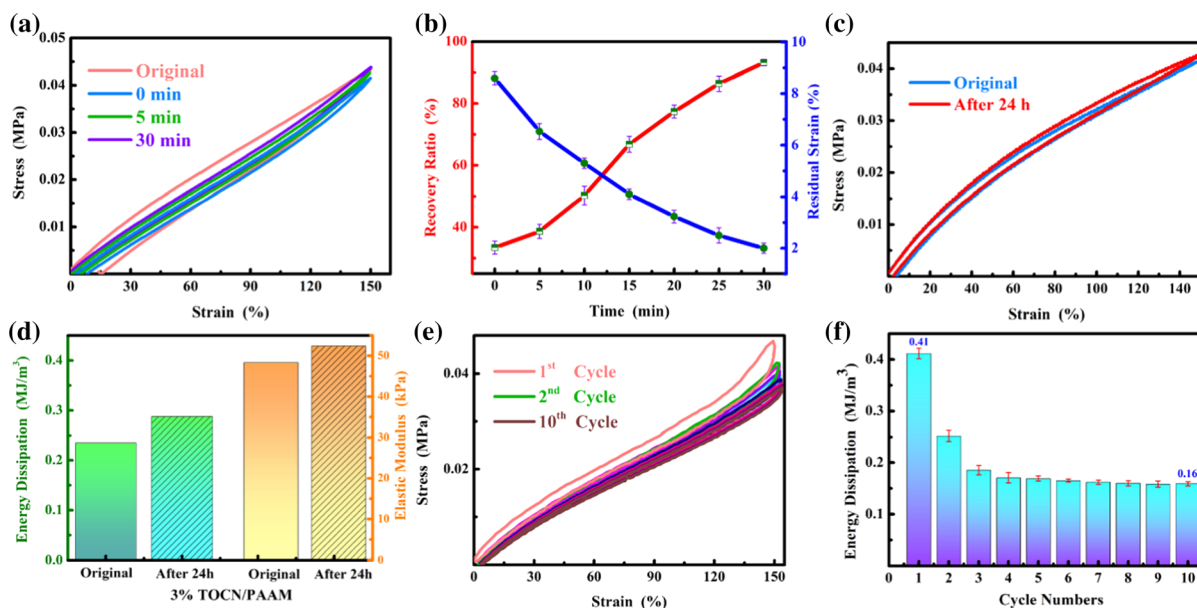 (a)
0.05
0.04
0.03
0.02
0.01
Stress (MPa)
Original
0 min
5 min
30 min
0 30 60 90 120 150
Strain (%)
(b)
100
80
60
40
Recovery Ratio (%)
10
8
6
4
2
Residual Strain (%)
0 5 10 15 20 25 30
Time (min)
(c)
0.04
0.03
0.02
0.01
Stress (MPa)
Original
After 24 h
0 20 40 60 80 100 120 140
Strain (%)
(d)
0.4
0.3
0.2
0.1
0.0
Energy Dissipation (MJ/m³)
50
40
30
20
10
0
Elastic Modulus (kPa)
Original After 24h Original After 24h
3% TOCN/PAAM
(e)
0.04
0.02
Stress (MPa)
1st Cycle
2nd Cycle
10th Cycle
0 30 60 90 120 150
Strain (%)
(f)
0.4
0.3
0.2
0.1
Energy Dissipation (MJ/m³)
0.41
0.16
1 2 3 4 5 6 7 8 9 10
Cycle Numbers